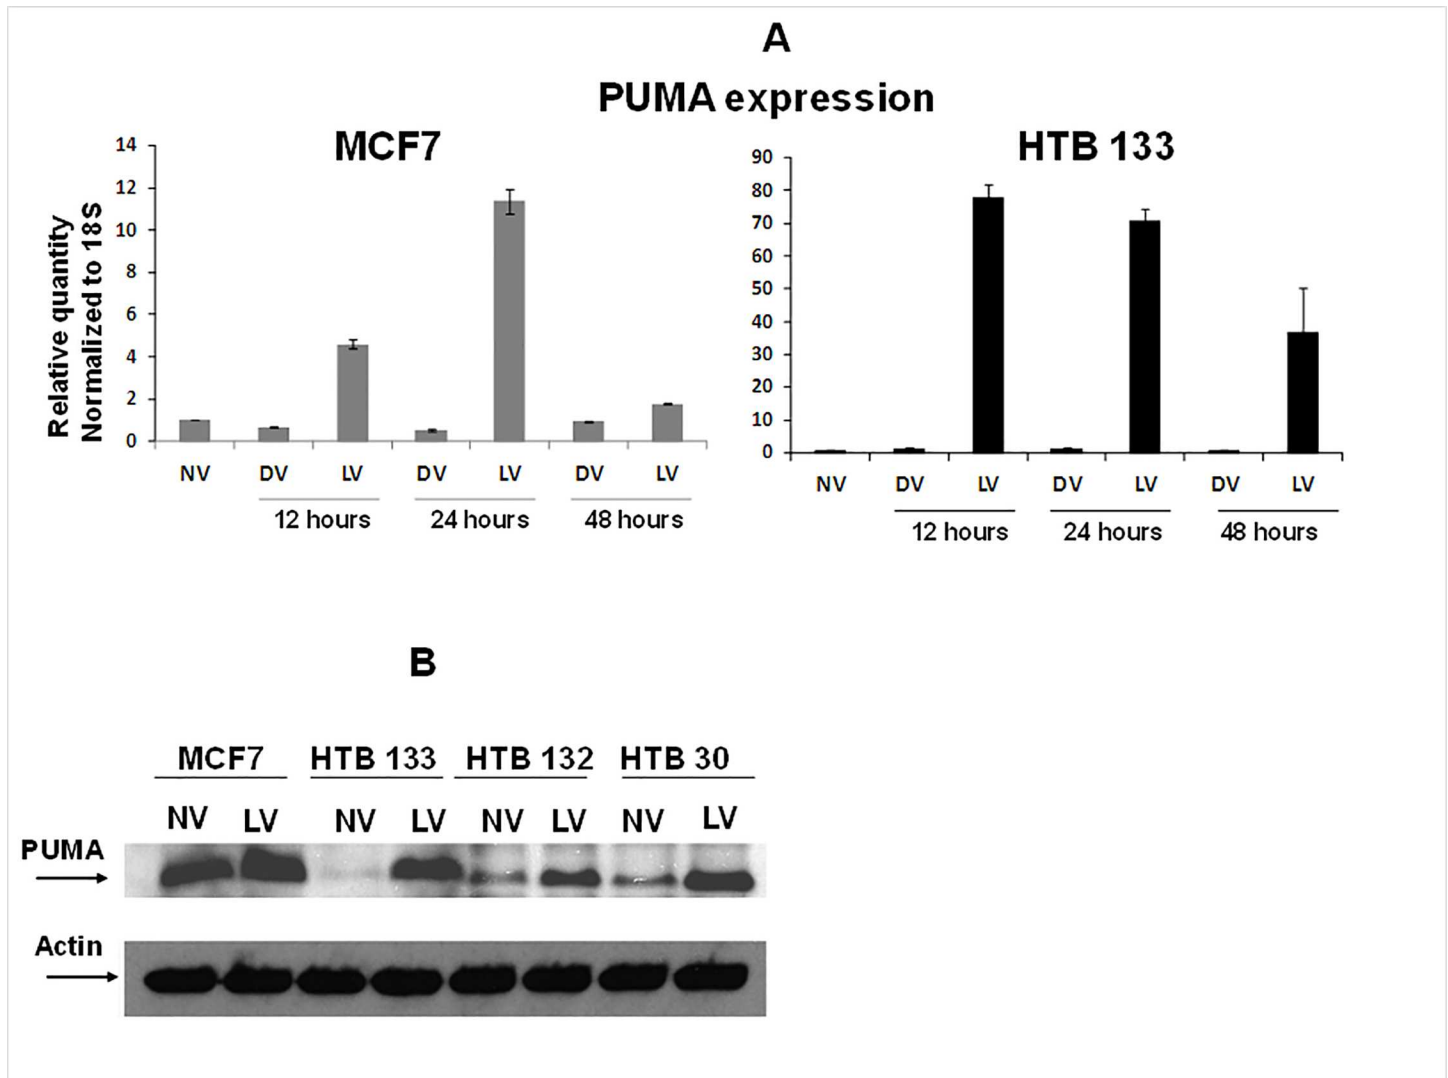 A
PUMA expression
MCF7
Relative quantity
Normalized to 18S
14
12
10
8
6
4
2
0
NV DV LV DV LV DV LV
12 hours 24 hours 48 hours
HTB 133
90
80
70
60
50
40
30
20
10
0
NV DV LV DV LV DV LV
12 hours 24 hours 48 hours
B
MCF7 HTB 133 HTB 132 HTB 30
NV LV NV LV NV LV NV LV
PUMA
Actin